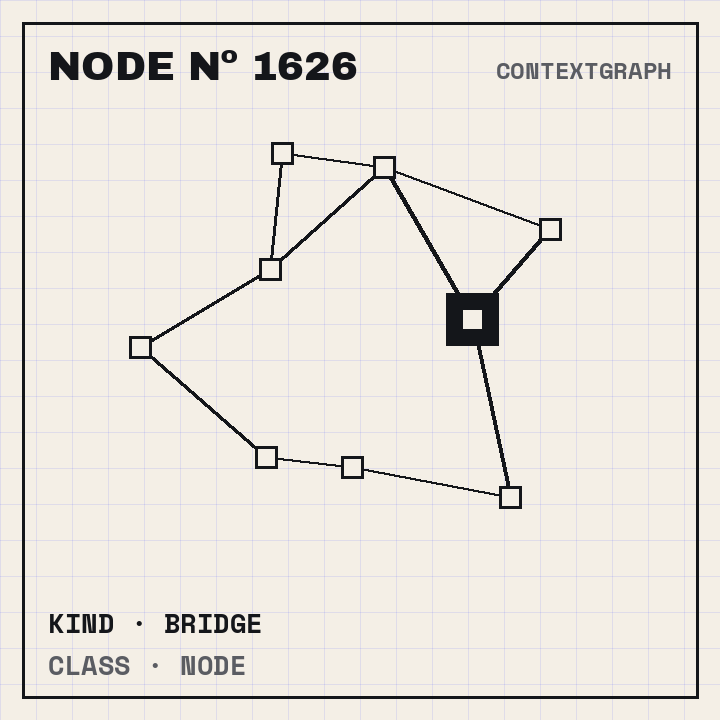 NODE Nº 1626
CONTEXTGRAPH
KIND · BRIDGE
CLASS · NODE